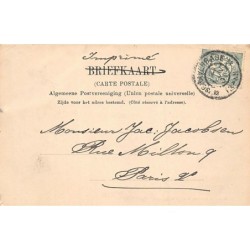 Imprimé
BRIEFKAART
(CARTE POSTALE)
Algemeene Postvereeniging (Union postale universelle)
Zijde voor het adres bestemd. (Côté réservé à l'adresse.)
Monsieur Jac: Jacobsen
Rue Milton 9
Paris